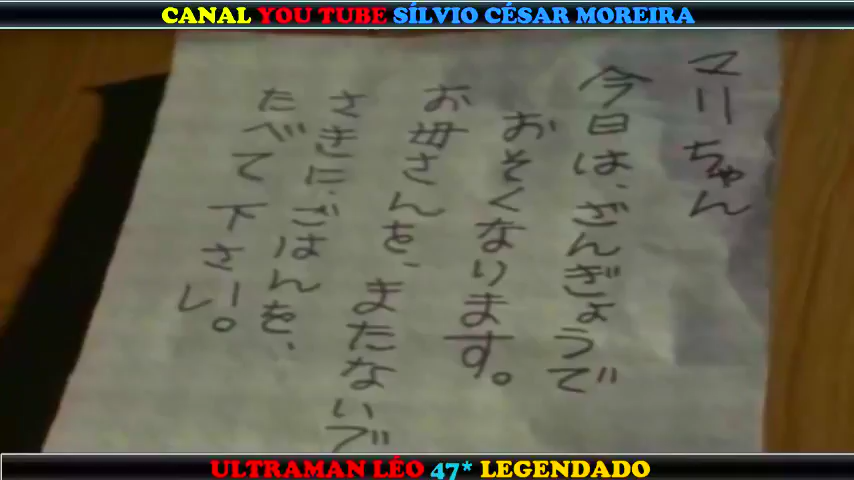 CANAL YOU TUBE SÍLVIO CÉSAR MOREIRA
マリちゃん
今日は、ざんぎょうで
おそくなります。
お母さんを、またないで
さきに、ごはんを、
たべて下さい。
ULTRAMAN LÉO 47* LEGENDADO